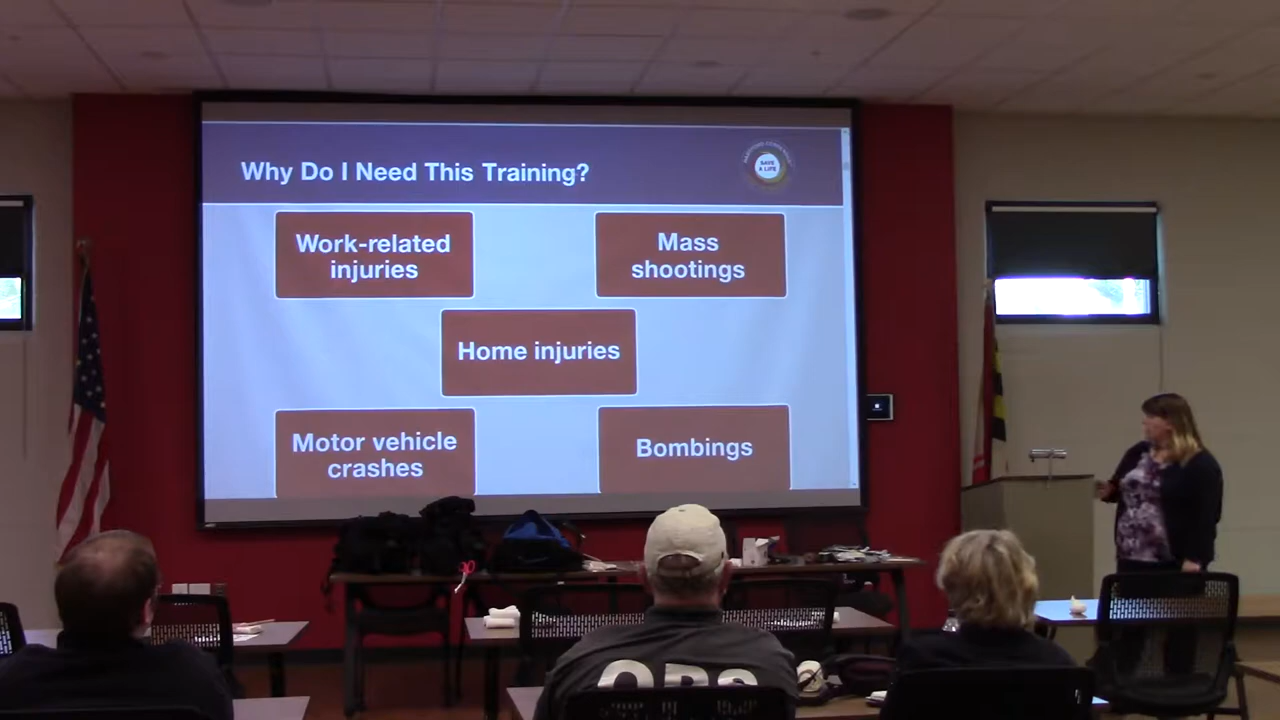 Why Do I Need This Training?
SAVE
A LIFE
Work-related
injuries
Mass
shootings
Home injuries
Motor vehicle
crashes
Bombings